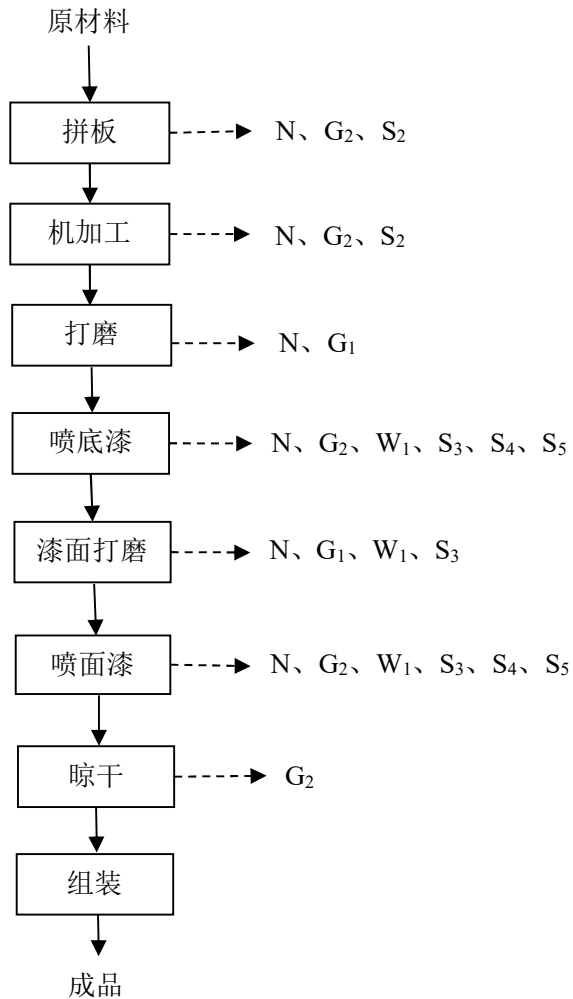 原材料
拼板 N、G₂、S₂
机加工 N、G₂、S₂
打磨 N、G₁
喷底漆 N、G₂、W₁、S₃、S₄、S₅
漆面打磨 N、G₁、W₁、S₃
喷面漆 N、G₂、W₁、S₃、S₄、S₅
晾干 G₂
组装
成品